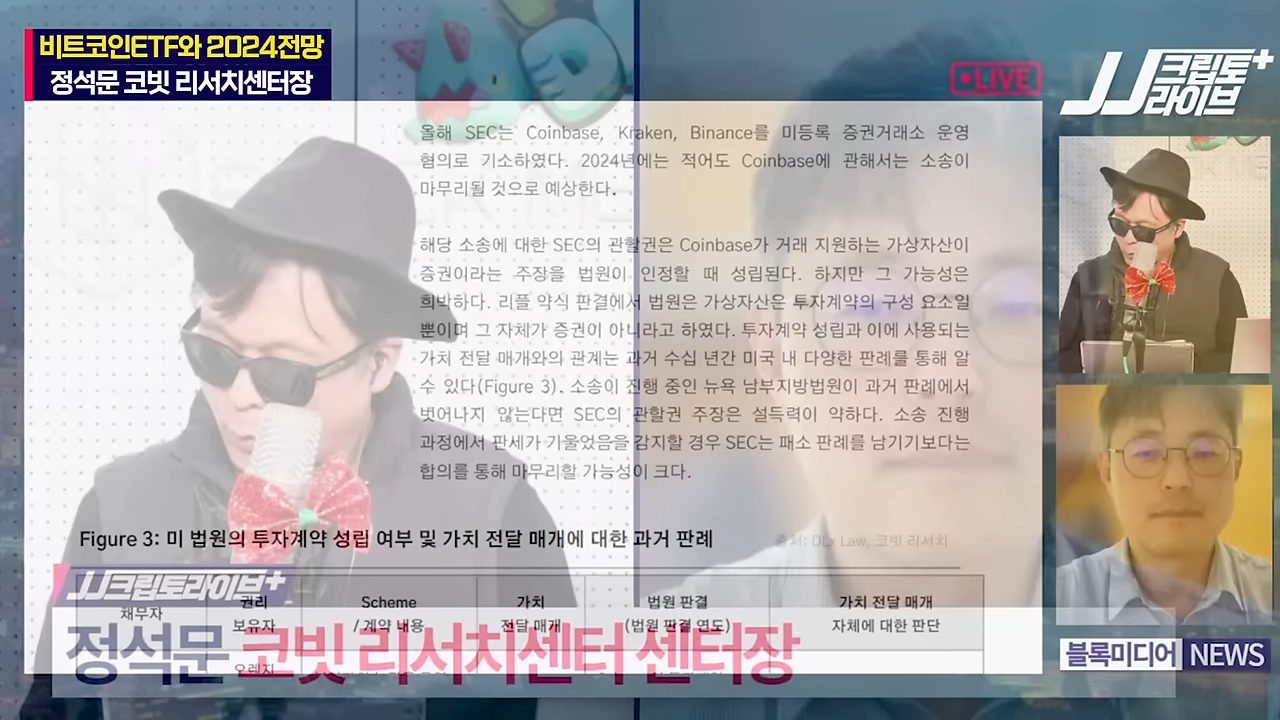 비트코인ETF와 2024전망
정석문 코빗 리서치센터장
LIVE
JJ크립토+
라이브
올해 SEC는 Coinbase, Kraken, Binance를 미등록 증권거래소 운영
혐의로 기소하였다. 2024년에는 적어도 Coinbase에 관해서는 소송이
마무리될 것으로 예상한다.
해당 소송에 대한 SEC의 관할권은 Coinbase가 거래 지원하는 가상자산이
증권이라는 주장을 법원이 인정할 때 성립된다. 하지만 그 가능성은
희박하다. 리플 약식 판결에서 법원은 가상자산은 투자계약의 구성 요소일
뿐이며 그 자체가 증권이 아니라고 하였다. 투자계약 성립과 이에 사용되는
가치 전달 매개와의 관계는 과거 수십 년간 미국 내 다양한 판례를 통해 알
수 있다(Figure 3). 소송이 진행 중인 뉴욕 남부지방법원이 과거 판례에서
벗어나지 않는다면 SEC의 관할권 주장은 설득력이 약하다. 소송 진행
과정에서 판세가 기울었음을 감지할 경우 SEC는 패소 판례를 남기기보다는
합의를 통해 마무리할 가능성이 크다.
Figure 3: 미 법원의 투자계약 성립 여부 및 가치 전달 매개에 대한 과거 판례
출처: DLx Law, 코빗 리서치
JJ크립토라이브+
채무자 권리 보유자 Scheme / 계약 내용 가치 전달 매개 법원 판결 (법원 판결 연도) 가치 전달 매개 자체에 대한 판단
오렌지
정석문 코빗 리서치센터 센터장
블록미디어 NEWS